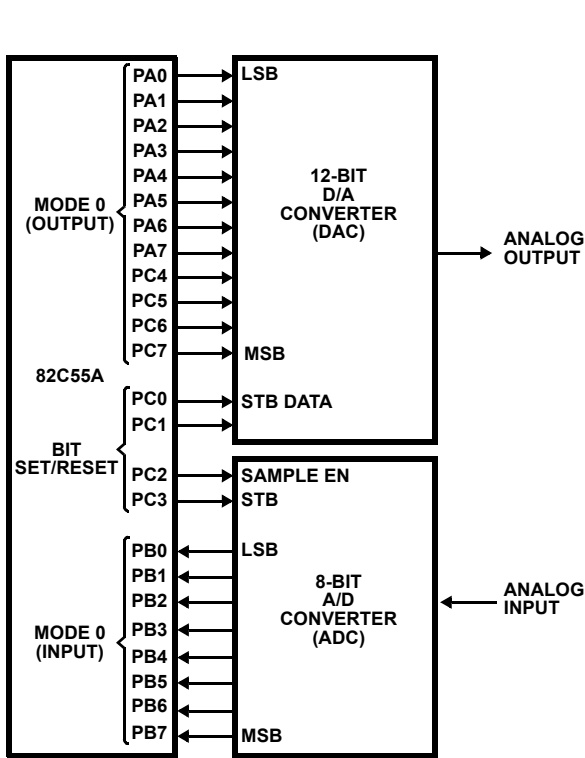 PA0
PA1
PA2
PA3
PA4
PA5
PA6
PA7
PC4
PC5
PC6
PC7
MODE 0
(OUTPUT)
82C55A
PC0
PC1
PC2
PC3
BIT
SET/RESET
PB0
PB1
PB2
PB3
PB4
PB5
PB6
PB7
MODE 0
(INPUT)
LSB
12-BIT
D/A
CONVERTER
(DAC)
MSB
STB DATA
ANALOG
OUTPUT
SAMPLE EN
STB
LSB
8-BIT
A/D
CONVERTER
(ADC)
MSB
ANALOG
INPUT